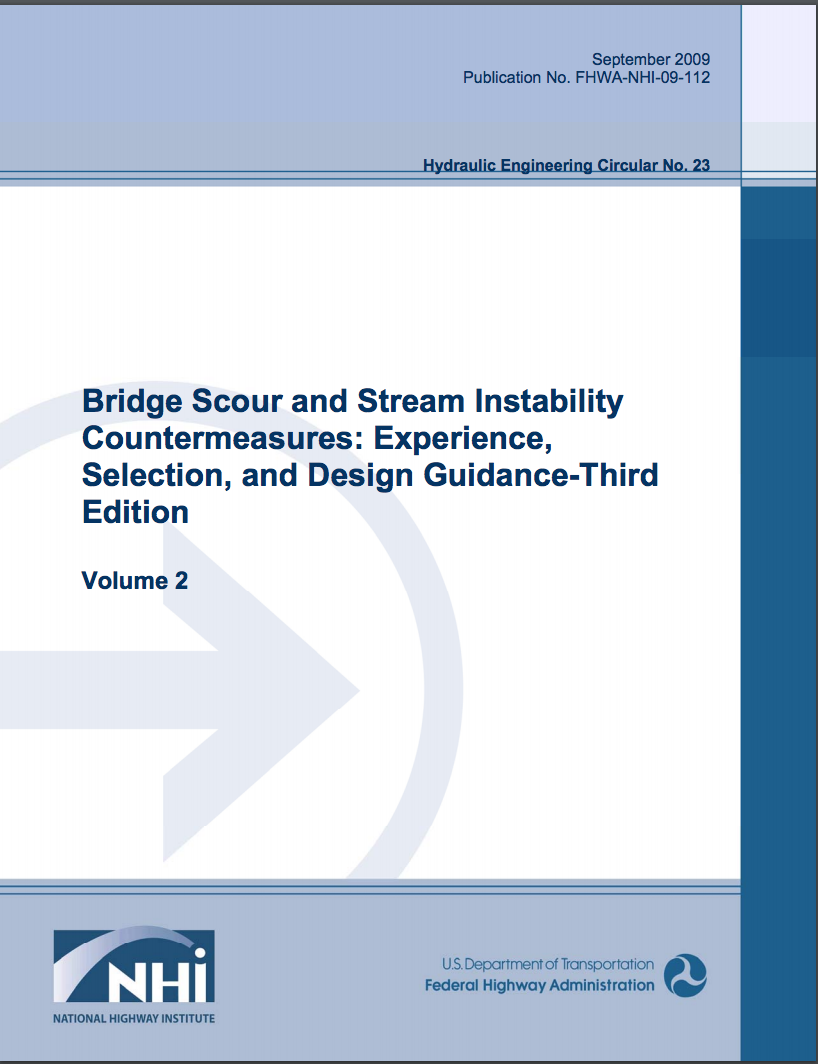 September 2009
Publication No. FHWA-NHI-09-112
Hydraulic Engineering Circular No. 23
Bridge Scour and Stream Instability
Countermeasures: Experience,
Selection, and Design Guidance-Third
Edition
Volume 2
NHI
NATIONAL HIGHWAY INSTITUTE
U.S. Department of Transportation
Federal Highway Administration